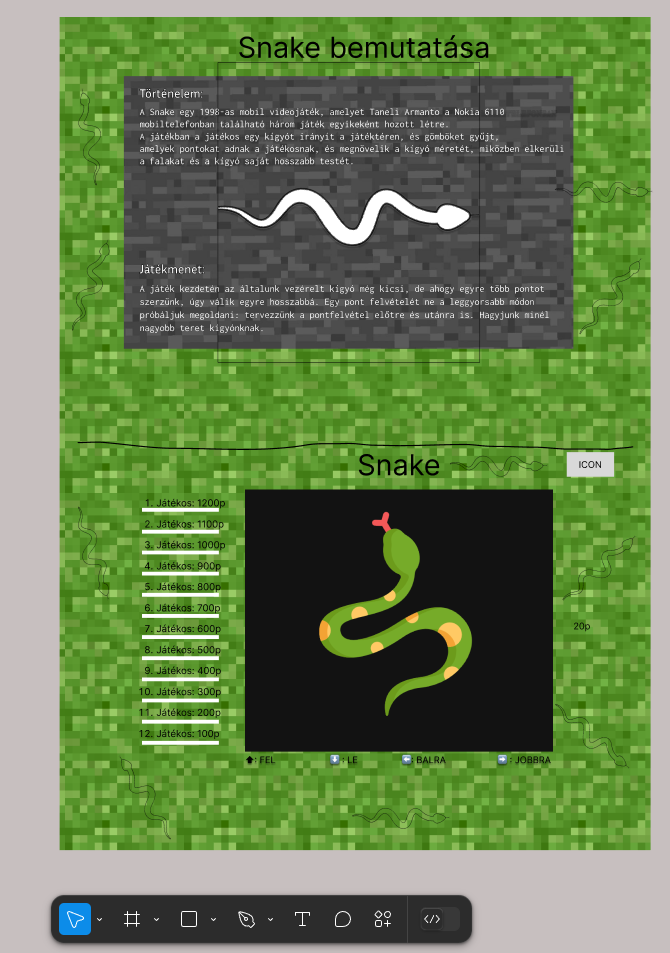 Snake bemutatása
Történelem:
A Snake egy 1998-as mobil videojáték, amelyet Taneli Armanto a Nokia 6110
mobiltelefonban található három játék egyikeként hozott létre.
A játékban a játékos egy kígyót irányít a játéktéren, és gömböket gyűjt,
amelyek pontokat adnak a játékosnak, és megnövelik a kígyó méretét, miközben elkerüli
a falakat és a kígyó saját hosszabb testét.
Játékmenet:
A játék kezdetén az általunk vezérelt kígyó még kicsi, de ahogy egyre több pontot
szerzünk, úgy válik egyre hosszabbá. Egy pont felvételét ne a leggyorsabb módon
próbáljuk megoldani: tervezzünk a pontfelvétel előtre és utánra is. Hagyjunk minél
nagyobb teret kígyónknak.
Snake
ICON
1. Játékos: 1200p
2. Játékos: 1100p
3. Játékos: 1000p
4. Játékos: 900p
5. Játékos: 800p
6. Játékos: 700p
7. Játékos: 600p
8. Játékos: 500p
9. Játékos: 400p
10. Játékos: 300p
11. Játékos: 200p
12. Játékos: 100p
20p
⬆: FEL ⬇: LE ⬅: BALRA ➡: JOBBRA